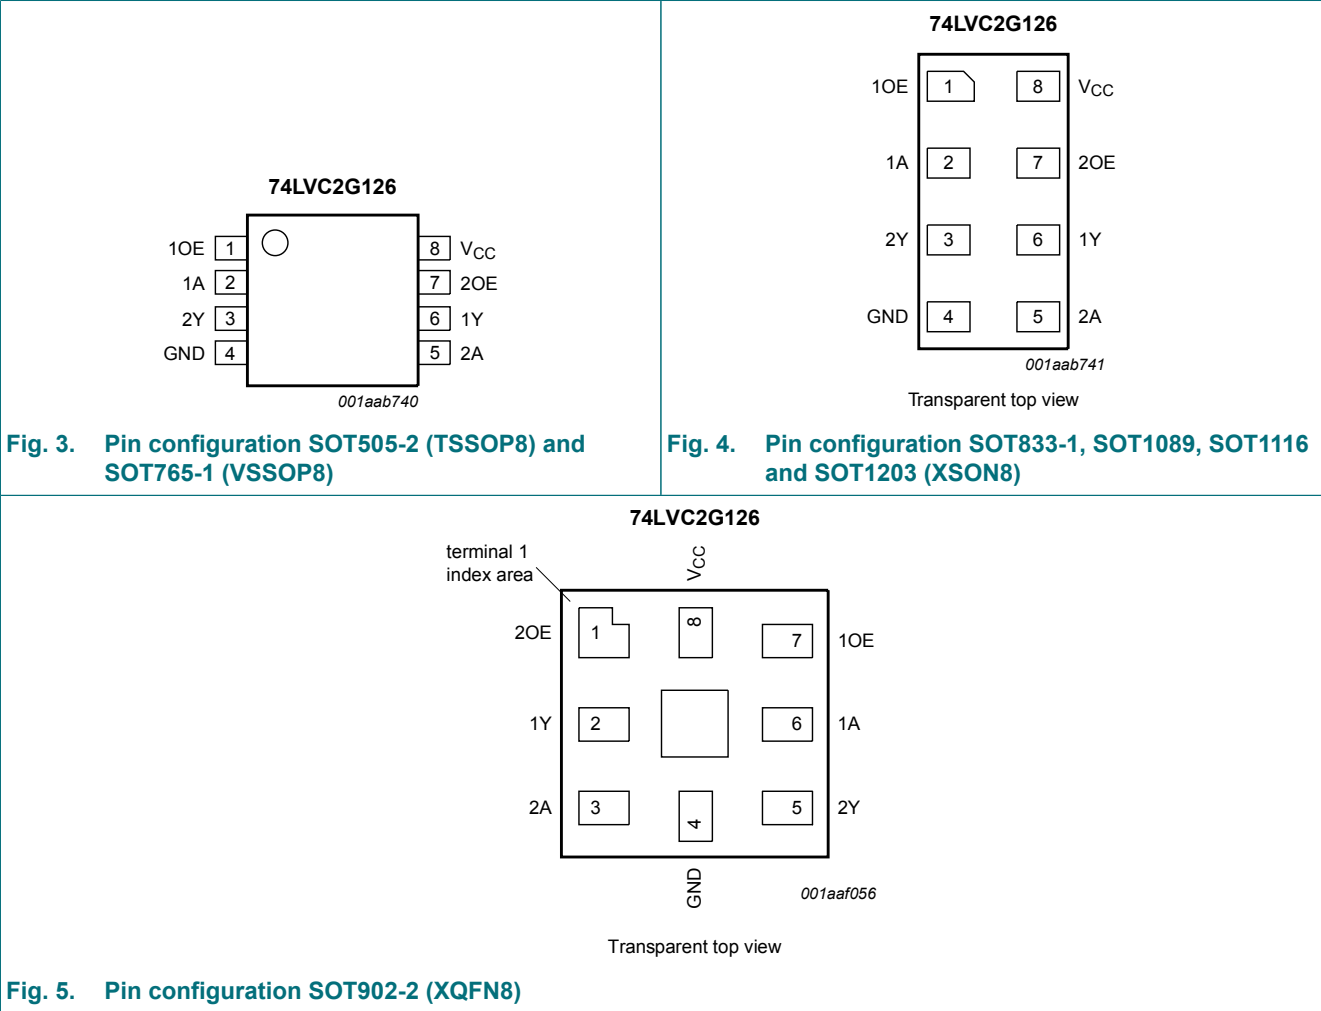 74LVC2G126
1OE 1 8 VCC
1A 2 7 2OE
2Y 3 6 1Y
GND 4 5 2A
001aab740
Fig. 3. Pin configuration SOT505-2 (TSSOP8) and
SOT765-1 (VSSOP8)
74LVC2G126
1OE 1 8 VCC
1A 2 7 2OE
2Y 3 6 1Y
GND 4 5 2A
001aab741
Transparent top view
Fig. 4. Pin configuration SOT833-1, SOT1089, SOT1116
and SOT1203 (XSON8)
74LVC2G126
terminal 1
index area
VCC
2OE 1 8 7 1OE
1Y 2 6 1A
2A 3 4 5 2Y
GND
001aaf056
Transparent top view
Fig. 5. Pin configuration SOT902-2 (XQFN8)